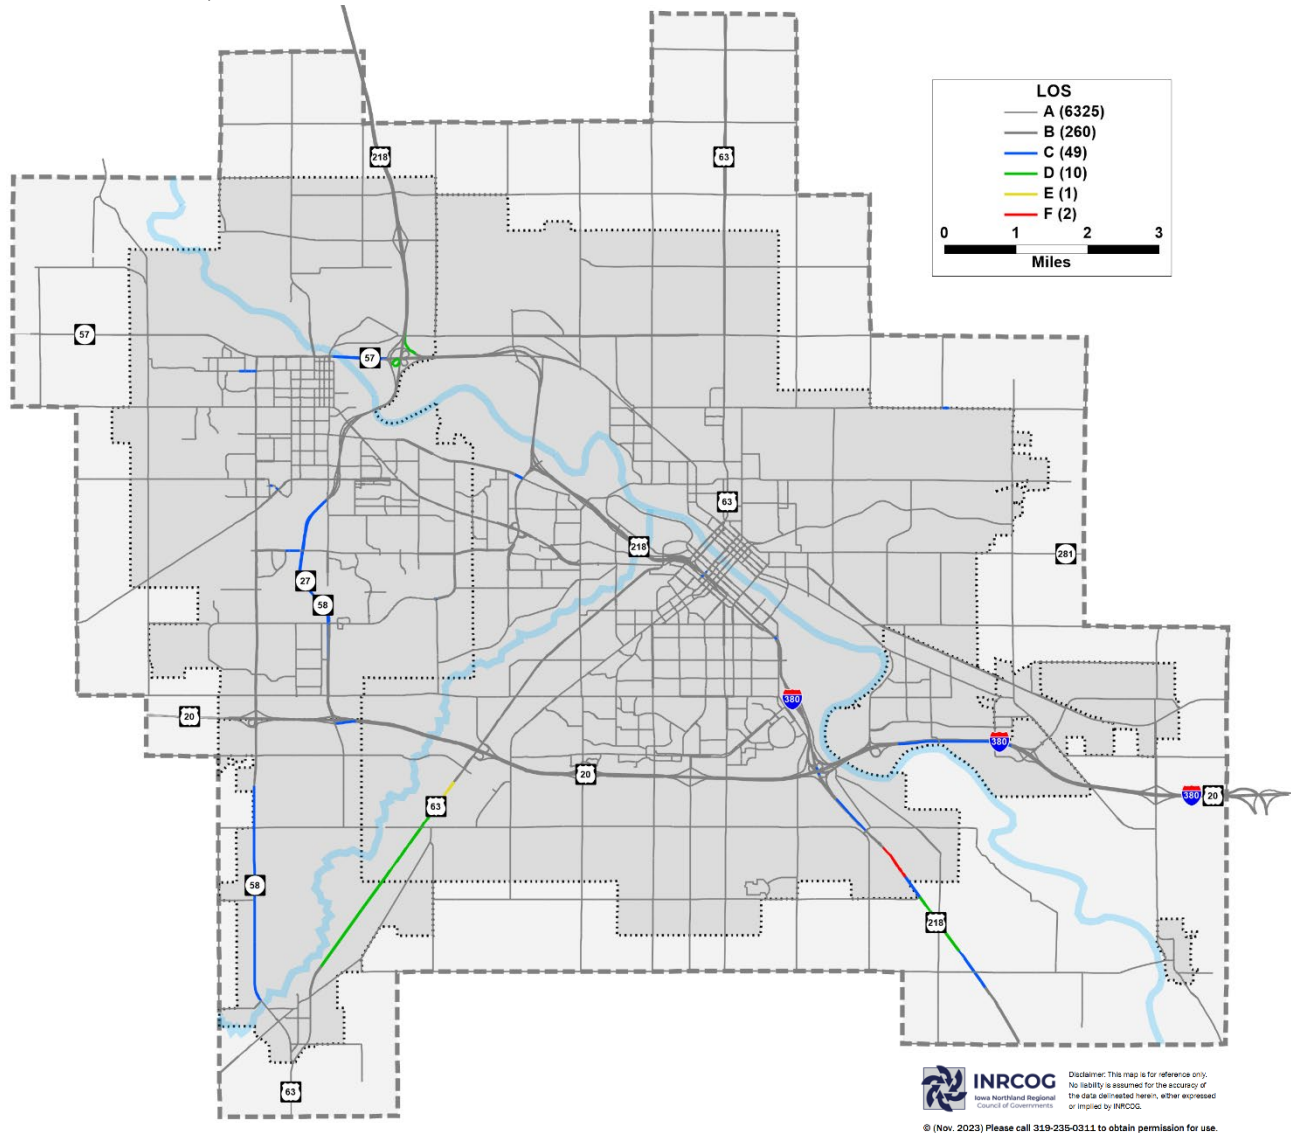 218
63
LOS
A (6325)
B (260)
C (49)
D (10)
E (1)
F (2)
0 1 2 3
Miles
57
57
63
218
281
27
58
380
20
380
20
63
380 20
58
218
63
INRCOG
Iowa Northland Regional
Council of Governments
Disclaimer: This map is for reference only.
No liability is assumed for the accuracy of
the data delineated herein, either expressed
or implied by INRCOG.
© (Nov. 2023) Please call 319-235-0311 to obtain permission for use.